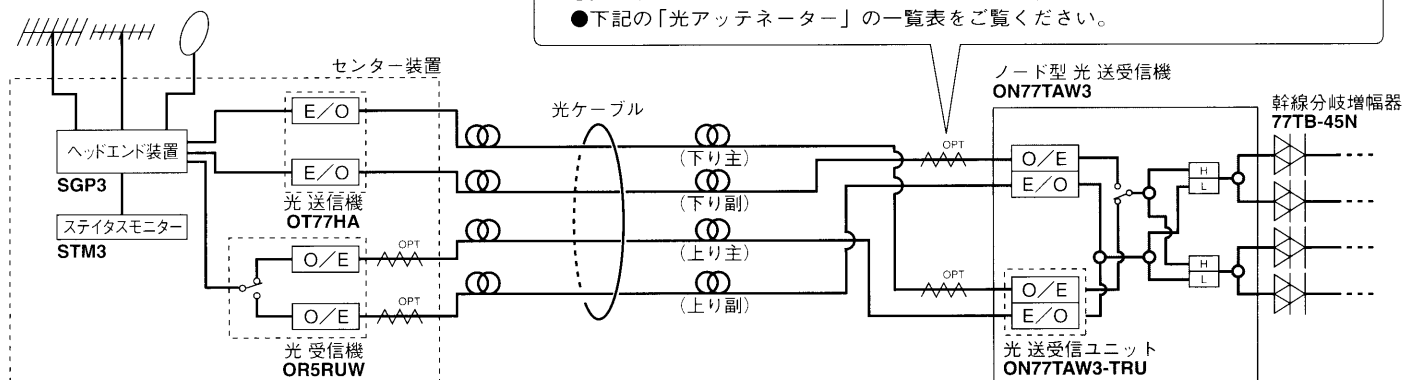 ●下記の「光アッテネーター」の一覧表をご覧ください。
センター装置
E/O
E/O
光 送信機
OT77HA
ヘッドエンド装置
SGP3
ステイタスモニター
STM3
O/E
OPT
O/E
OPT
光 受信機
OR5RUW
光ケーブル
(下り主)
(下り副)
(上り主)
(上り副)
OPT
OPT
ノード型 光 送受信機
ON77TAW3
O/E
E/O
O/E
E/O
光 送受信ユニット
ON77TAW3-TRU
H
L
H
L
幹線分岐増幅器
77TB-45N